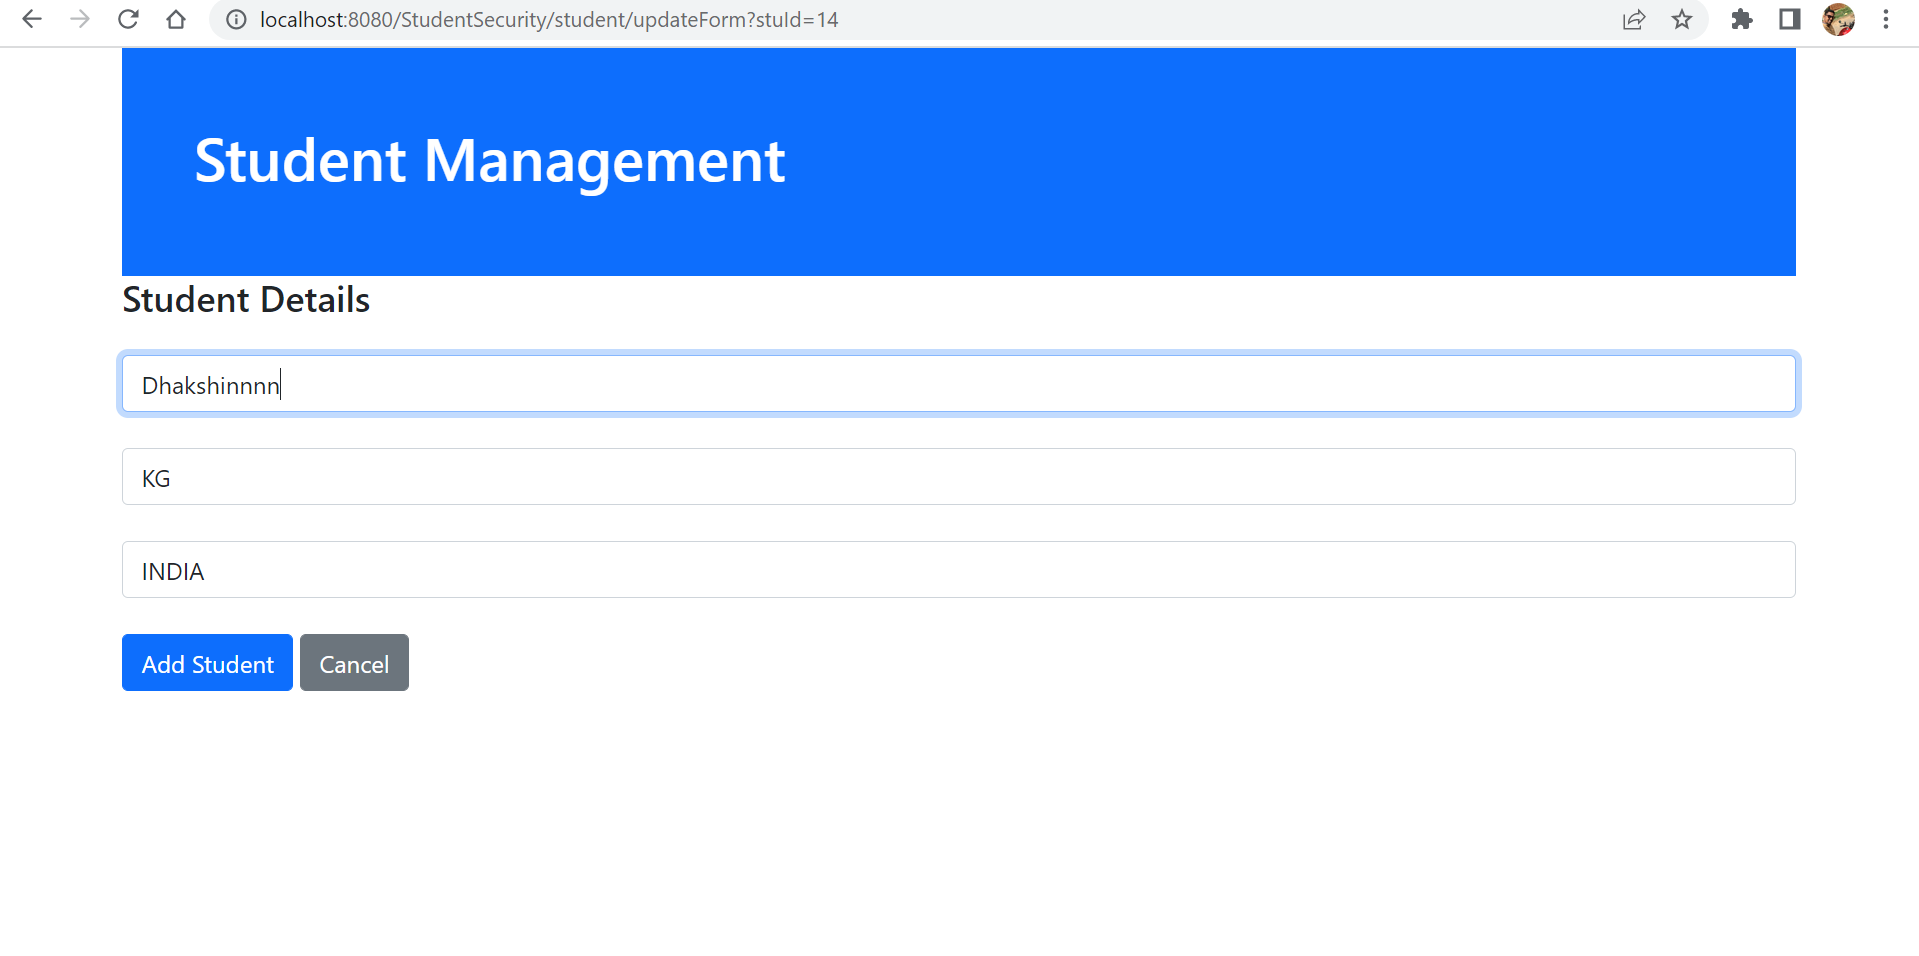 localhost:8080/StudentSecurity/student/updateForm?stuId=14
Student Management
Student Details
Dhakshinnnn
KG
INDIA
Add Student Cancel